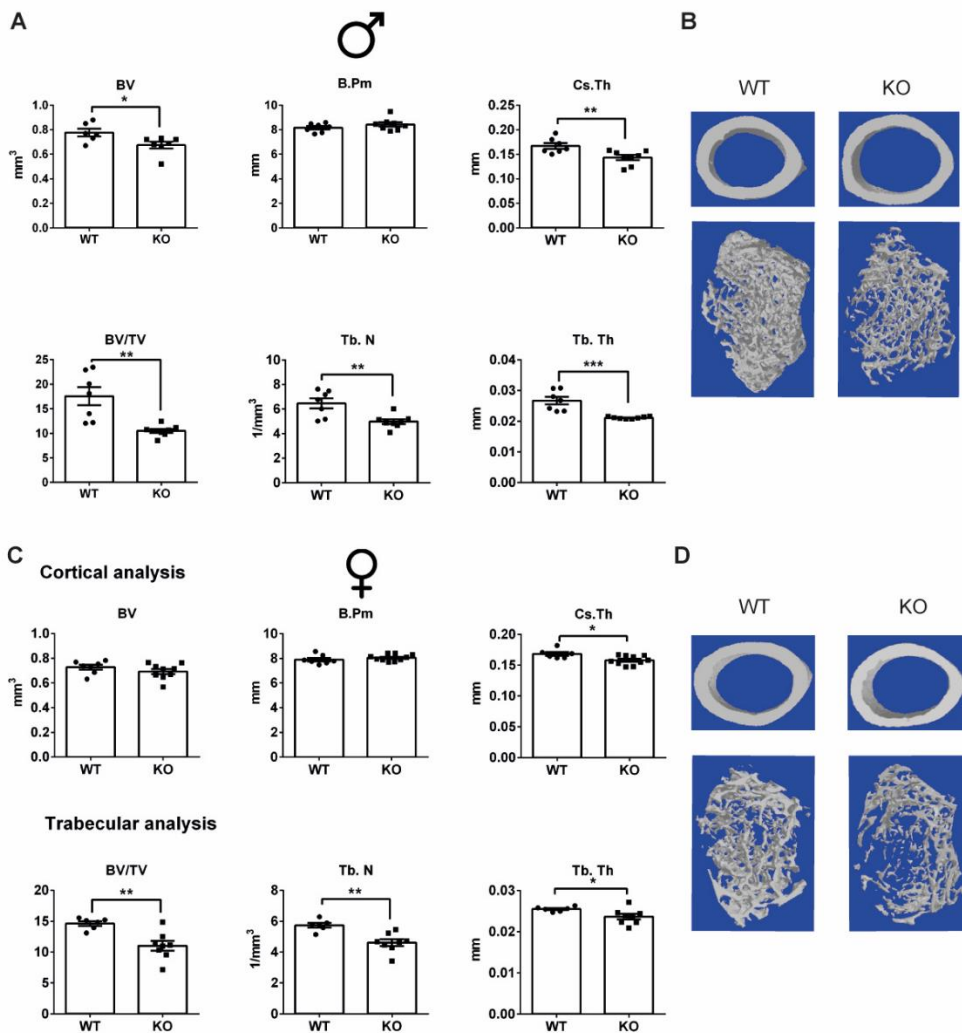 A
B
BV
*
mm³
1.0
0.8
0.6
0.4
0.2
0.0
WT KO
B.Pm
mm
10
8
6
4
2
0
WT KO
Cs.Th
**
mm
0.20
0.15
0.10
0.05
0.00
WT KO
WT KO
BV/TV
**
25
20
15
10
5
0
WT KO
Tb. N
**
1/mm³
10
8
6
4
2
0
WT KO
Tb. Th
***
mm
0.04
0.03
0.02
0.01
0.00
WT KO
C
D
Cortical analysis
BV
mm³
1.0
0.8
0.6
0.4
0.2
0.0
WT KO
B.Pm
mm
10
8
6
4
2
0
WT KO
Cs.Th
*
mm
0.20
0.15
0.10
0.05
0.00
WT KO
WT KO
Trabecular analysis
BV/TV
**
20
15
10
5
0
WT KO
Tb. N
**
1/mm³
8
6
4
2
0
WT KO
Tb. Th
*
mm
0.03
0.02
0.01
0.00
WT KO